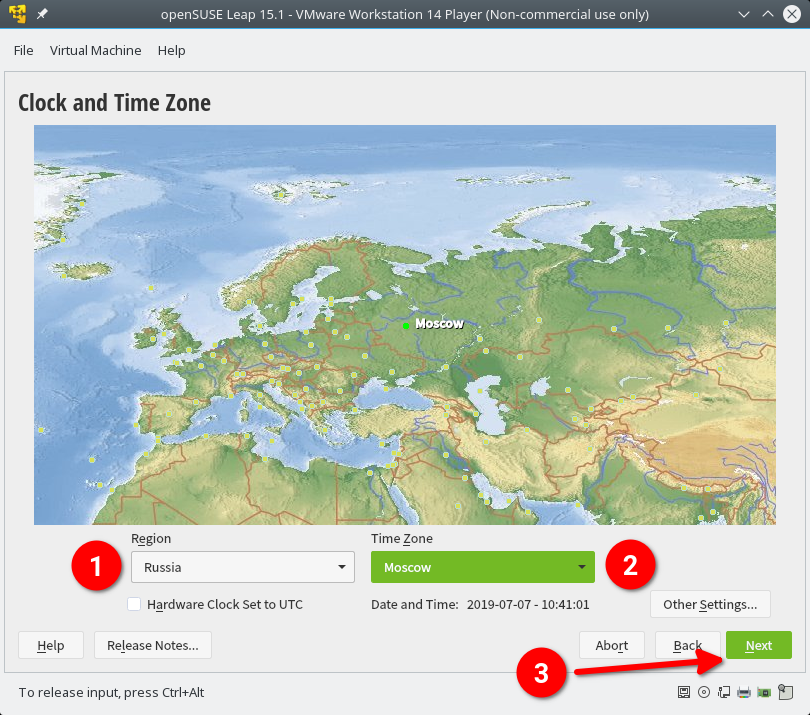 openSUSE Leap 15.1 - VMware Workstation 14 Player (Non-commercial use only)
File Virtual Machine Help
Clock and Time Zone
Moscow
Region Time Zone
1 Russia Moscow 2
Hardware Clock Set to UTC Date and Time: 2019-07-07 - 10:41:01 Other Settings...
Help Release Notes... Abort Back Next
3
To release input, press Ctrl+Alt